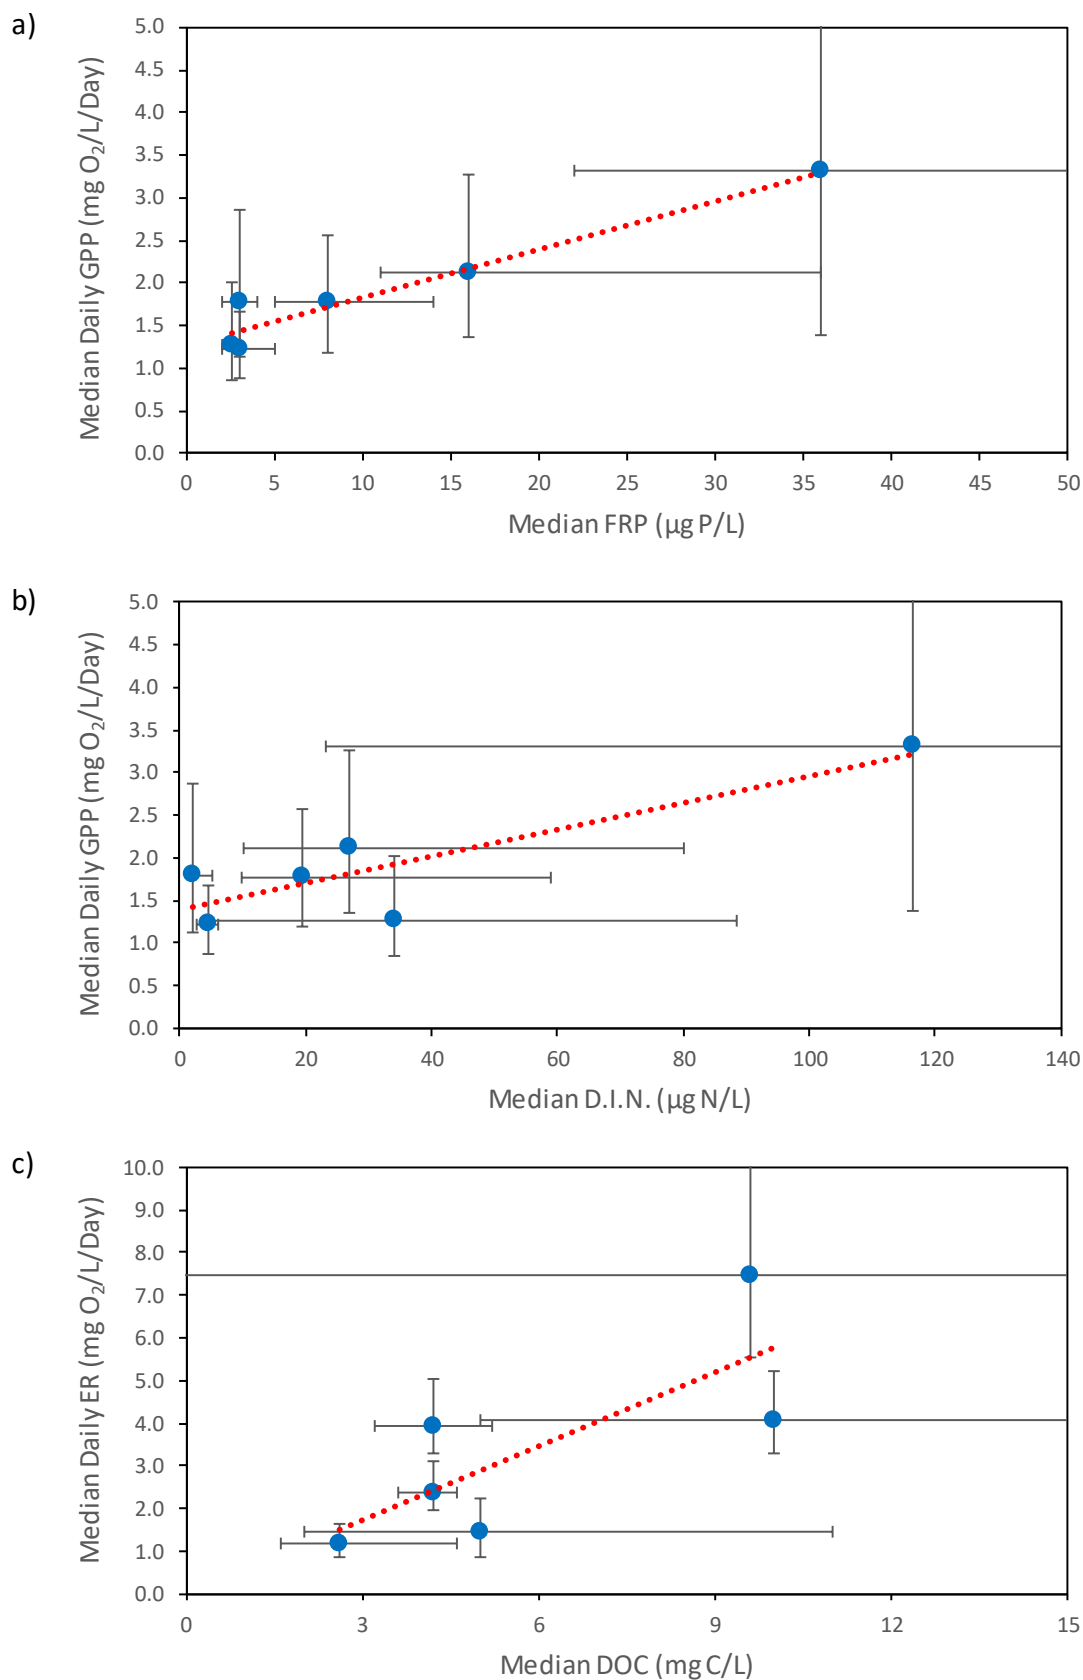 a)
Median Daily GPP (mg O₂/L/Day)
5.0
4.5
4.0
3.5
3.0
2.5
2.0
1.5
1.0
0.5
0.0
0 5 10 15 20 25 30 35 40 45 50
Median FRP (µg P/L)
b)
Median Daily GPP (mg O₂/L/Day)
5.0
4.5
4.0
3.5
3.0
2.5
2.0
1.5
1.0
0.5
0.0
0 20 40 60 80 100 120 140
Median D.I.N. (µg N/L)
c)
Median Daily ER (mg O₂/L/Day)
10.0
9.0
8.0
7.0
6.0
5.0
4.0
3.0
2.0
1.0
0.0
0 3 6 9 12 15
Median DOC (mg C/L)